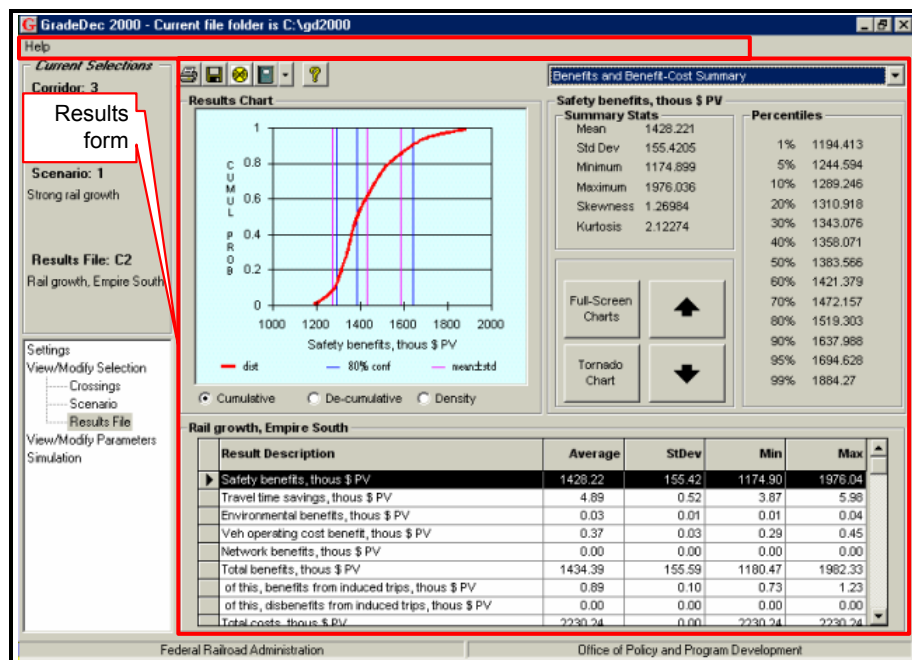 GradeDec 2000 - Current file folder is C:\gd2000
Help
Current Selections
Corridor: 3
Results form
Scenario: 1
Strong rail growth
Results File: C2
Rail growth, Empire South
Settings
View/Modify Selection
Crossings
Scenario
Results File
View/Modify Parameters
Simulation
Benefits and Benefit-Cost Summary
Results Chart
CUMUL PROB
1
0.8
0.6
0.4
0.2
0
1000 1200 1400 1600 1800 2000
Safety benefits, thous $ PV
dist 80% conf mean±std
Cumulative De-cumulative Density
Safety benefits, thous $ PV
Summary Stats
Mean 1428.221
Std Dev 155.4205
Minimum 1174.899
Maximum 1976.036
Skewness 1.26984
Kurtosis 2.12274
Full-Screen Charts
Tornado Chart
Percentiles
1% 1194.413
5% 1244.594
10% 1289.246
20% 1310.918
30% 1343.076
40% 1358.071
50% 1383.566
60% 1421.379
70% 1472.157
80% 1519.303
90% 1637.988
95% 1694.628
99% 1884.27
Rail growth, Empire South
Result Description Average StDev Min Max
Safety benefits, thous $ PV 1428.22 155.42 1174.90 1976.04
Travel time savings, thous $ PV 4.89 0.52 3.87 5.98
Environmental benefits, thous $ PV 0.03 0.01 0.01 0.04
Veh operating cost benefit, thous $ PV 0.37 0.03 0.29 0.45
Network benefits, thous $ PV 0.00 0.00 0.00 0.00
Total benefits, thous $ PV 1434.39 155.59 1180.47 1982.33
of this, benefits from induced trips, thous $ PV 0.89 0.10 0.73 1.23
of this, disbenefits from induced trips, thous $ PV 0.00 0.00 0.00 0.00
Total costs, thous $ PV 2230.24 0.00 2230.24 2230.24
Federal Railroad Administration
Office of Policy and Program Development